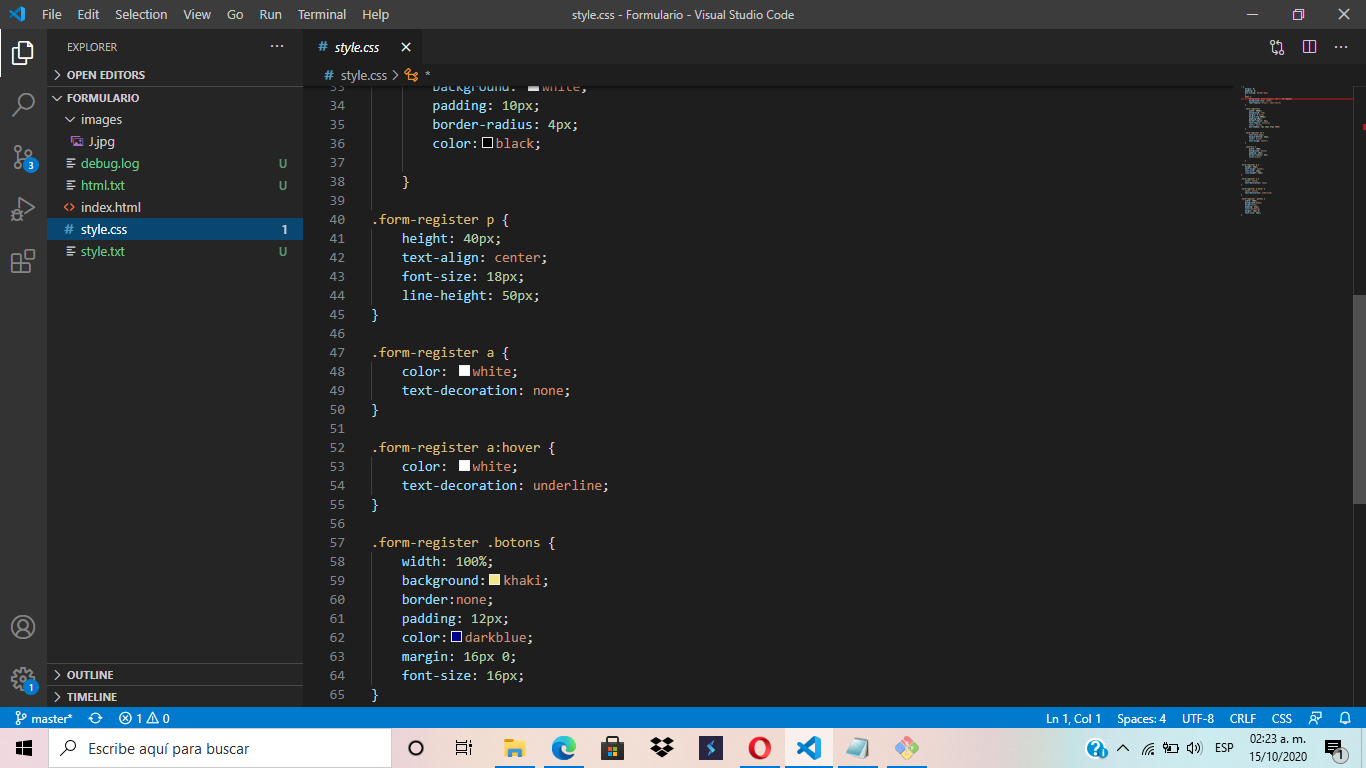 File Edit Selection View Go Run Terminal Help style.css - Formulario - Visual Studio Code
EXPLORER
OPEN EDITORS
FORMULARIO
images
J.jpg
debug.log U
html.txt U
index.html
# style.css 1
style.txt U
OUTLINE
TIMELINE
3
1
# style.css
# style.css > *
33 background: white;
34 padding: 10px;
35 border-radius: 4px;
36 color: black;
37
38 }
39
40 .form-register p {
41 height: 40px;
42 text-align: center;
43 font-size: 18px;
44 line-height: 50px;
45 }
46
47 .form-register a {
48 color: white;
49 text-decoration: none;
50 }
51
52 .form-register a:hover {
53 color: white;
54 text-decoration: underline;
55 }
56
57 .form-register .botons {
58 width: 100%;
59 background: khaki;
60 border:none;
61 padding: 12px;
62 color: darkblue;
63 margin: 16px 0;
64 font-size: 16px;
65 }
master* 1 0 Ln 1, Col 1 Spaces: 4 UTF-8 CRLF CSS
Escribe aquí para buscar
ESP
02:23 a. m.
15/10/2020
1